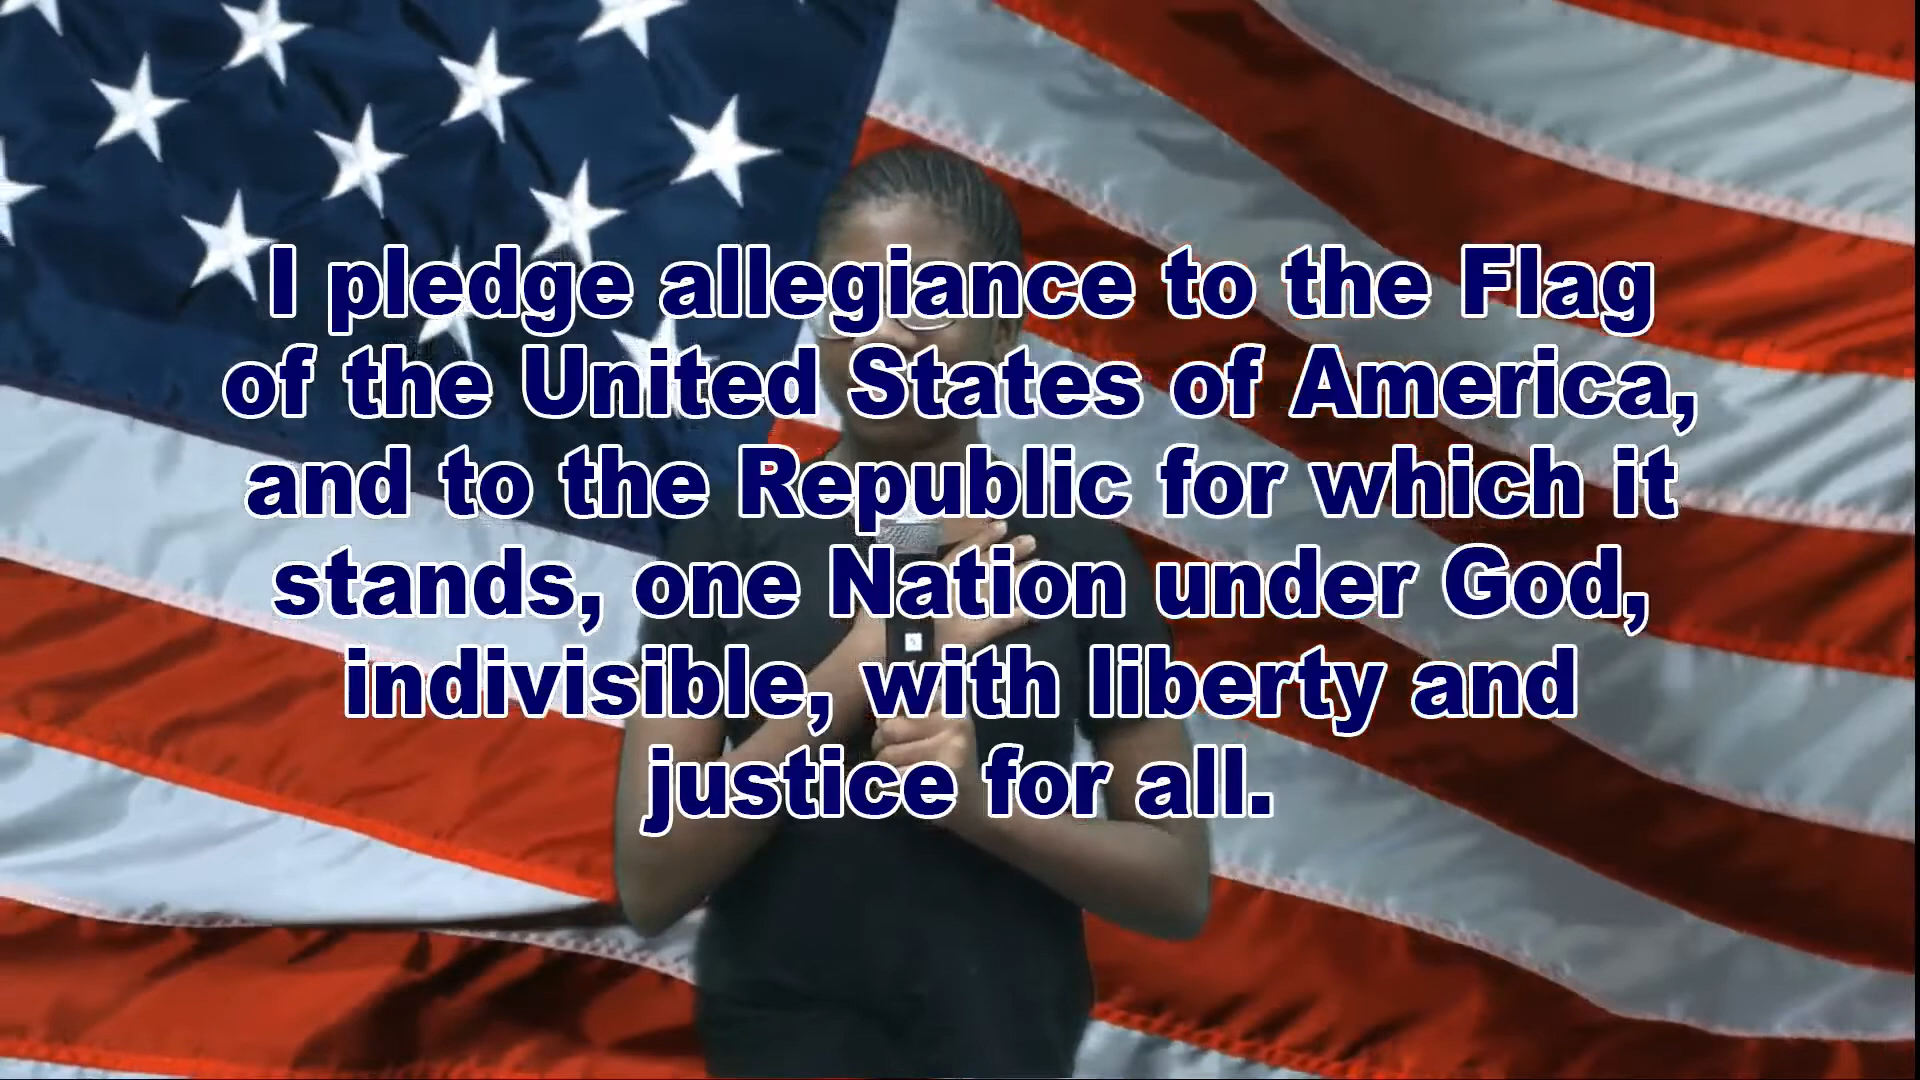 I pledge allegiance to the Flag
of the United States of America,
and to the Republic for which it
stands, one Nation under God,
indivisible, with liberty and
justice for all.